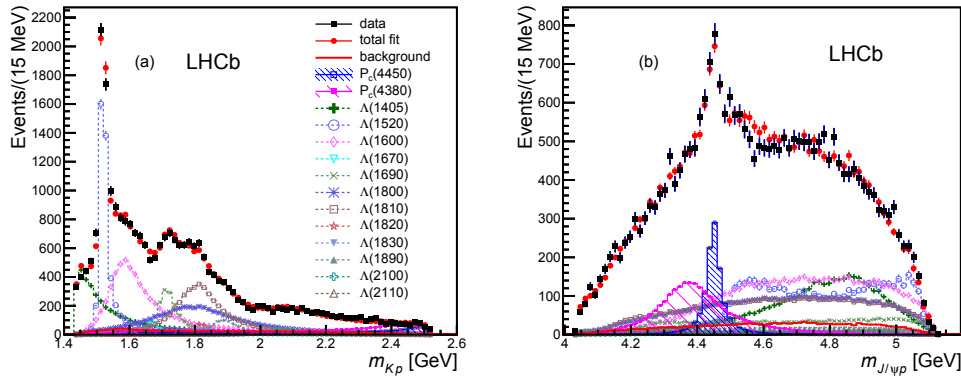 Events/(15 MeV)
2200
2000
1800
1600
1400
1200
1000
800
600
400
200
0
(a)
LHCb
data
total fit
background
P_c(4450)
P_c(4380)
Λ(1405)
Λ(1520)
Λ(1600)
Λ(1670)
Λ(1690)
Λ(1800)
Λ(1810)
Λ(1820)
Λ(1830)
Λ(1890)
Λ(2100)
Λ(2110)
1.4 1.6 1.8 2 2.2 2.4 2.6
m_{Kp} [GeV]
Events/(15 MeV)
800
700
600
500
400
300
200
100
0
(b)
LHCb
4 4.2 4.4 4.6 4.8 5
m_{J/ψp} [GeV]